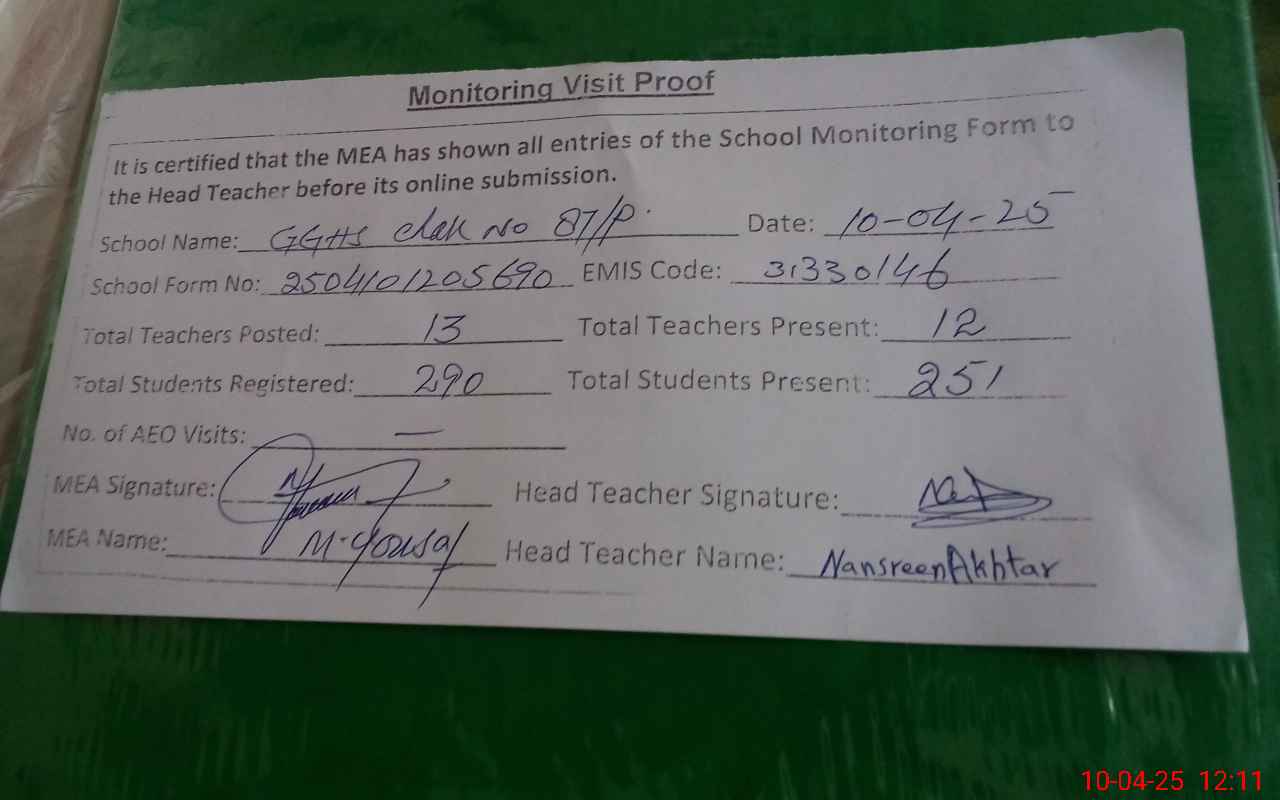 Monitoring Visit Proof
It is certified that the MEA has shown all entries of the School Monitoring Form to
the Head Teacher before its online submission.
School Name: GGHS Chak No 87/P. Date: 10-04-25
School Form No: 2504101205690 EMIS Code: 31330146
Total Teachers Posted: 13 Total Teachers Present: 12
Total Students Registered: 290 Total Students Present: 251
No. of AEO Visits: —
MEA Signature: Head Teacher Signature:
MEA Name: M-Yousaf Head Teacher Name: Nansreen Akhtar
10-04-25 12:11